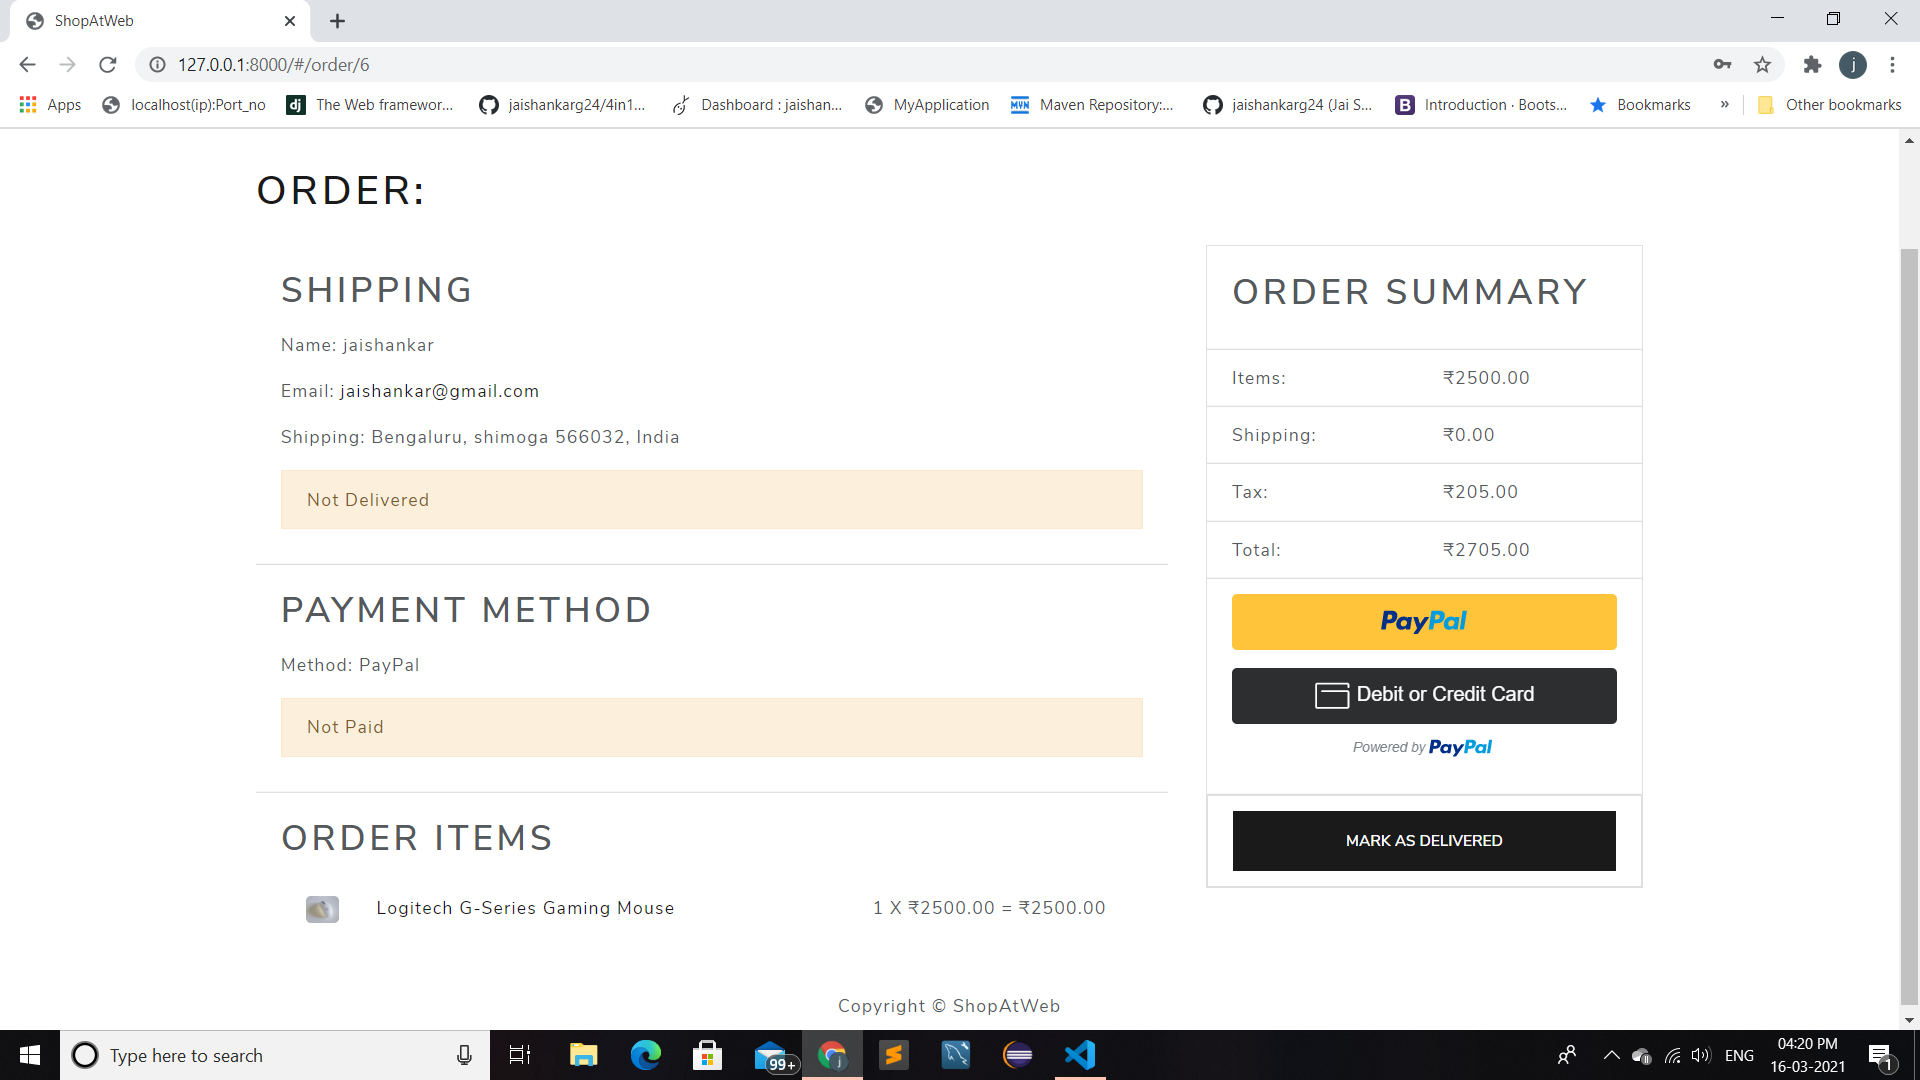 ShopAtWeb
127.0.0.1:8000/#/order/6
j
Apps
localhost(ip):Port_no
dj
The Web framewor...
jaishankarg24/4in1...
Dashboard : jaishan...
MyApplication
MVN
Maven Repository:...
jaishankarg24 (Jai S...
B
Introduction · Boots...
Bookmarks
»
Other bookmarks
ORDER:
SHIPPING
Name: jaishankar
Email: jaishankar@gmail.com
Shipping: Bengaluru, shimoga 566032, India
Not Delivered
PAYMENT METHOD
Method: PayPal
Not Paid
ORDER ITEMS
Logitech G-Series Gaming Mouse
1 X ₹2500.00 = ₹2500.00
ORDER SUMMARY
Items: ₹2500.00
Shipping: ₹0.00
Tax: ₹205.00
Total: ₹2705.00
PayPal
Debit or Credit Card
Powered by PayPal
MARK AS DELIVERED
Copyright © ShopAtWeb
Type here to search
99+
j
ENG
04:20 PM
16-03-2021
1